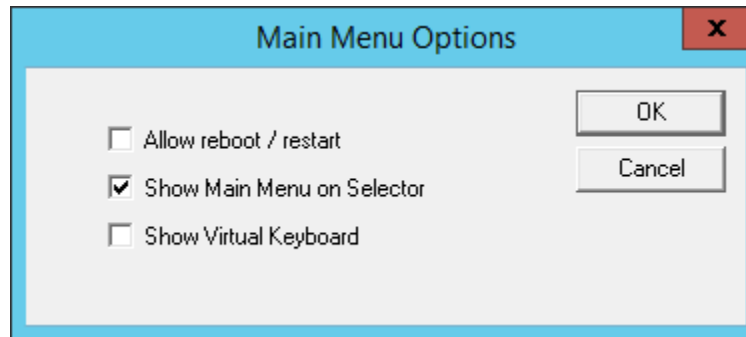 Main Menu Options
x
OK
Allow reboot / restart
Cancel
Show Main Menu on Selector
Show Virtual Keyboard